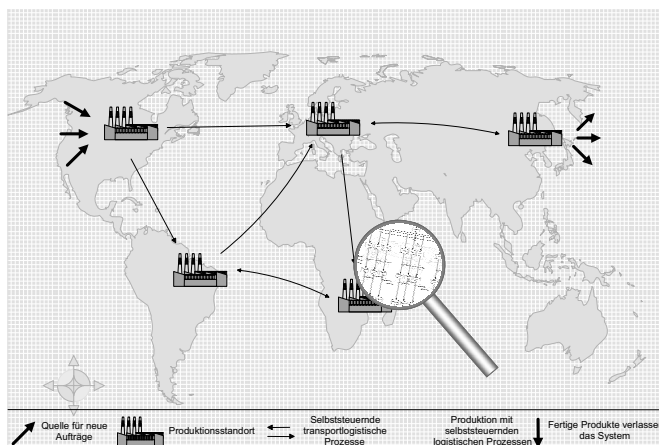 Quelle für neue
Aufträge
Produktionsstandort
Selbststeuernde
transportlogistische
Prozesse
Produktion mit
selbststeuernden
logistischen Prozessen
Fertige Produkte verlasse
das System